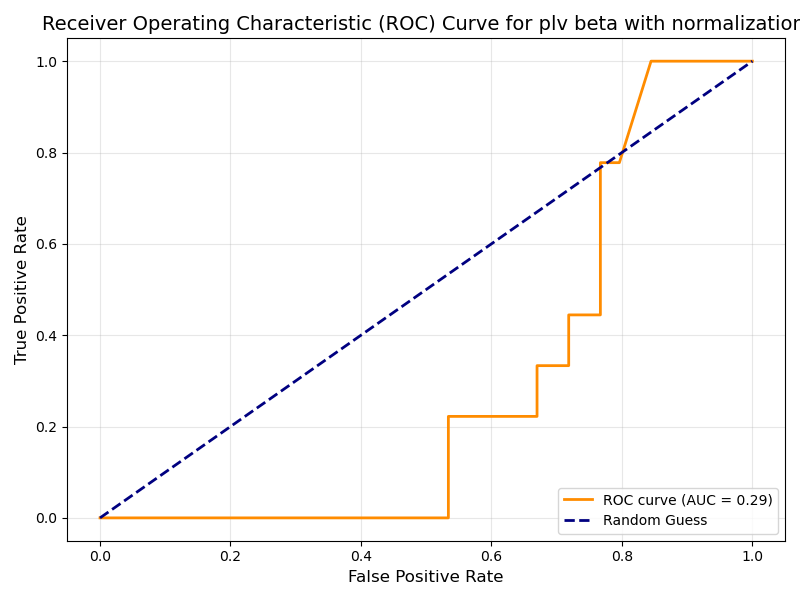 Receiver Operating Characteristic (ROC) Curve for plv beta with normalization
1.0
0.8
0.6
0.4
0.2
0.0
True Positive Rate
ROC curve (AUC = 0.29)
Random Guess
0.0 0.2 0.4 0.6 0.8 1.0
False Positive Rate